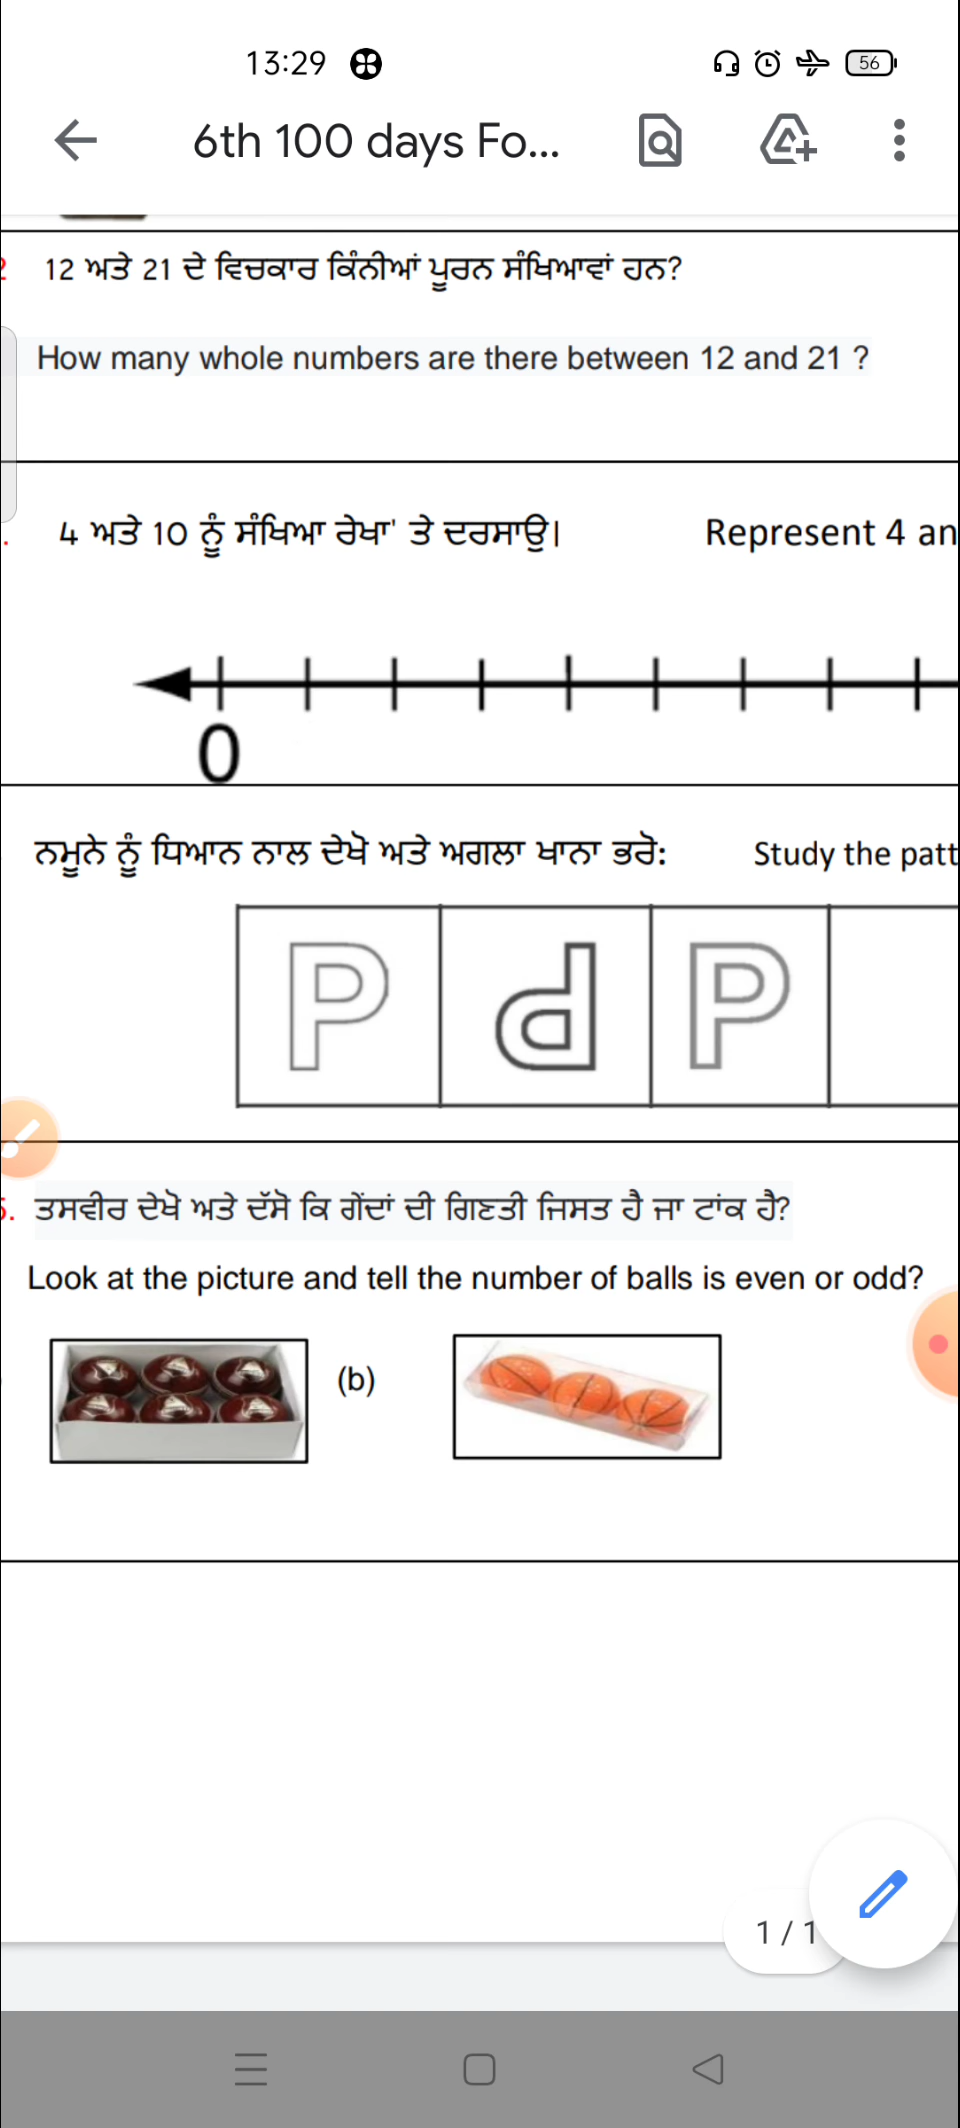 13:29
56
6th 100 days Fo...
2 12 ਅਤੇ 21 ਦੇ ਵਿਚਕਾਰ ਕਿੰਨੀਆਂ ਪੂਰਨ ਸੰਖਿਆਵਾਂ ਹਨ?
How many whole numbers are there between 12 and 21 ?
. 4 ਅਤੇ 10 ਨੂੰ ਸੰਖਿਆ ਰੇਖਾ' ਤੇ ਦਰਸਾਉ। Represent 4 an
0
ਨਮੂਨੇ ਨੂੰ ਧਿਆਨ ਨਾਲ ਦੇਖੋ ਅਤੇ ਅਗਲਾ ਖਾਨਾ ਭਰੋ: Study the patt
P d P
5. ਤਸਵੀਰ ਦੇਖੋ ਅਤੇ ਦੱਸੋ ਕਿ ਗੇਂਦਾਂ ਦੀ ਗਿਣਤੀ ਜਿਸਤ ਹੈ ਜਾ ਟਾਂਕ ਹੈ?
Look at the picture and tell the number of balls is even or odd?
(b)
1 / 1